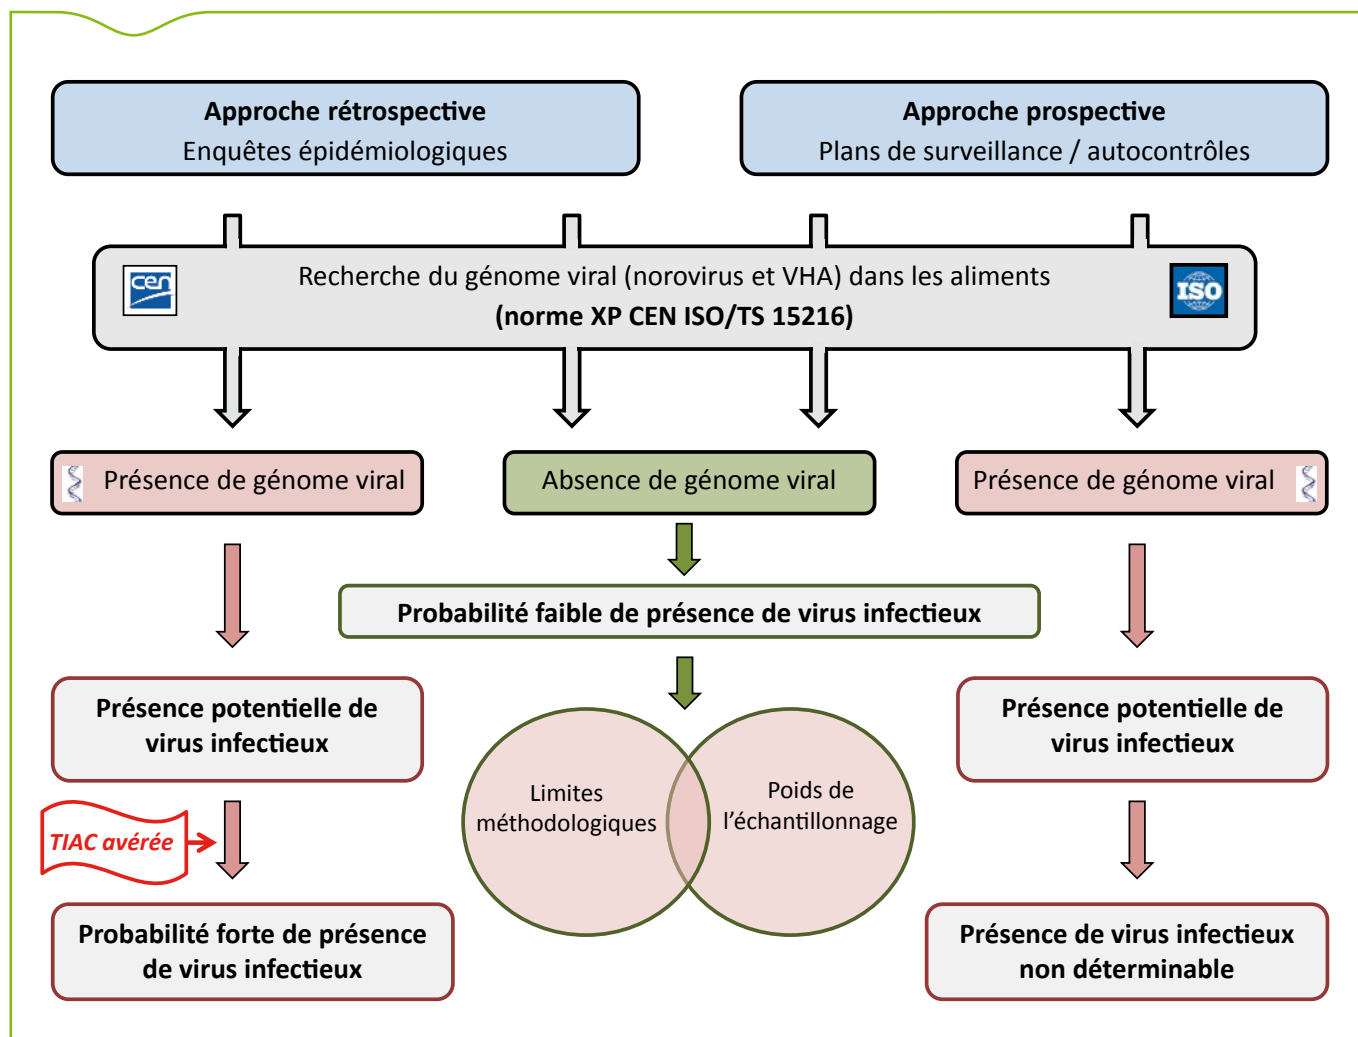 Approche rétrospective
Enquêtes épidémiologiques
Approche prospective
Plans de surveillance / autocontrôles
cen
Recherche du génome viral (norovirus et VHA) dans les aliments
(norme XP CEN ISO/TS 15216)
ISO
Présence de génome viral
Absence de génome viral
Présence de génome viral
Probabilité faible de présence de virus infectieux
Présence potentielle de
virus infectieux
Présence potentielle de
virus infectieux
Limites
méthodologiques
Poids de
l'échantillonnage
TIAC avérée
Probabilité forte de présence
de virus infectieux
Présence de virus infectieux
non déterminable